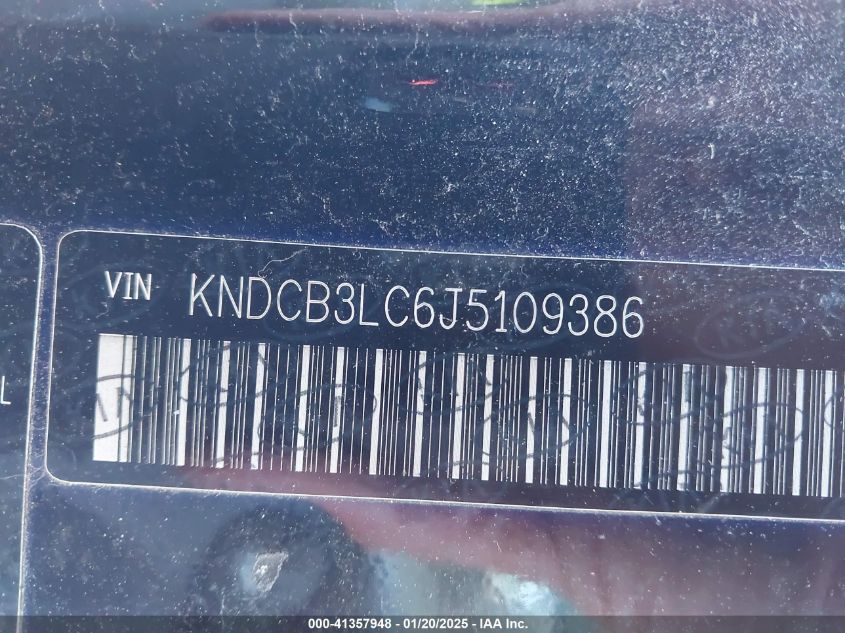 VIN KNDCB3LC6J5109386
L
000-41357948 — 01/20/2025 — IAA Inc.